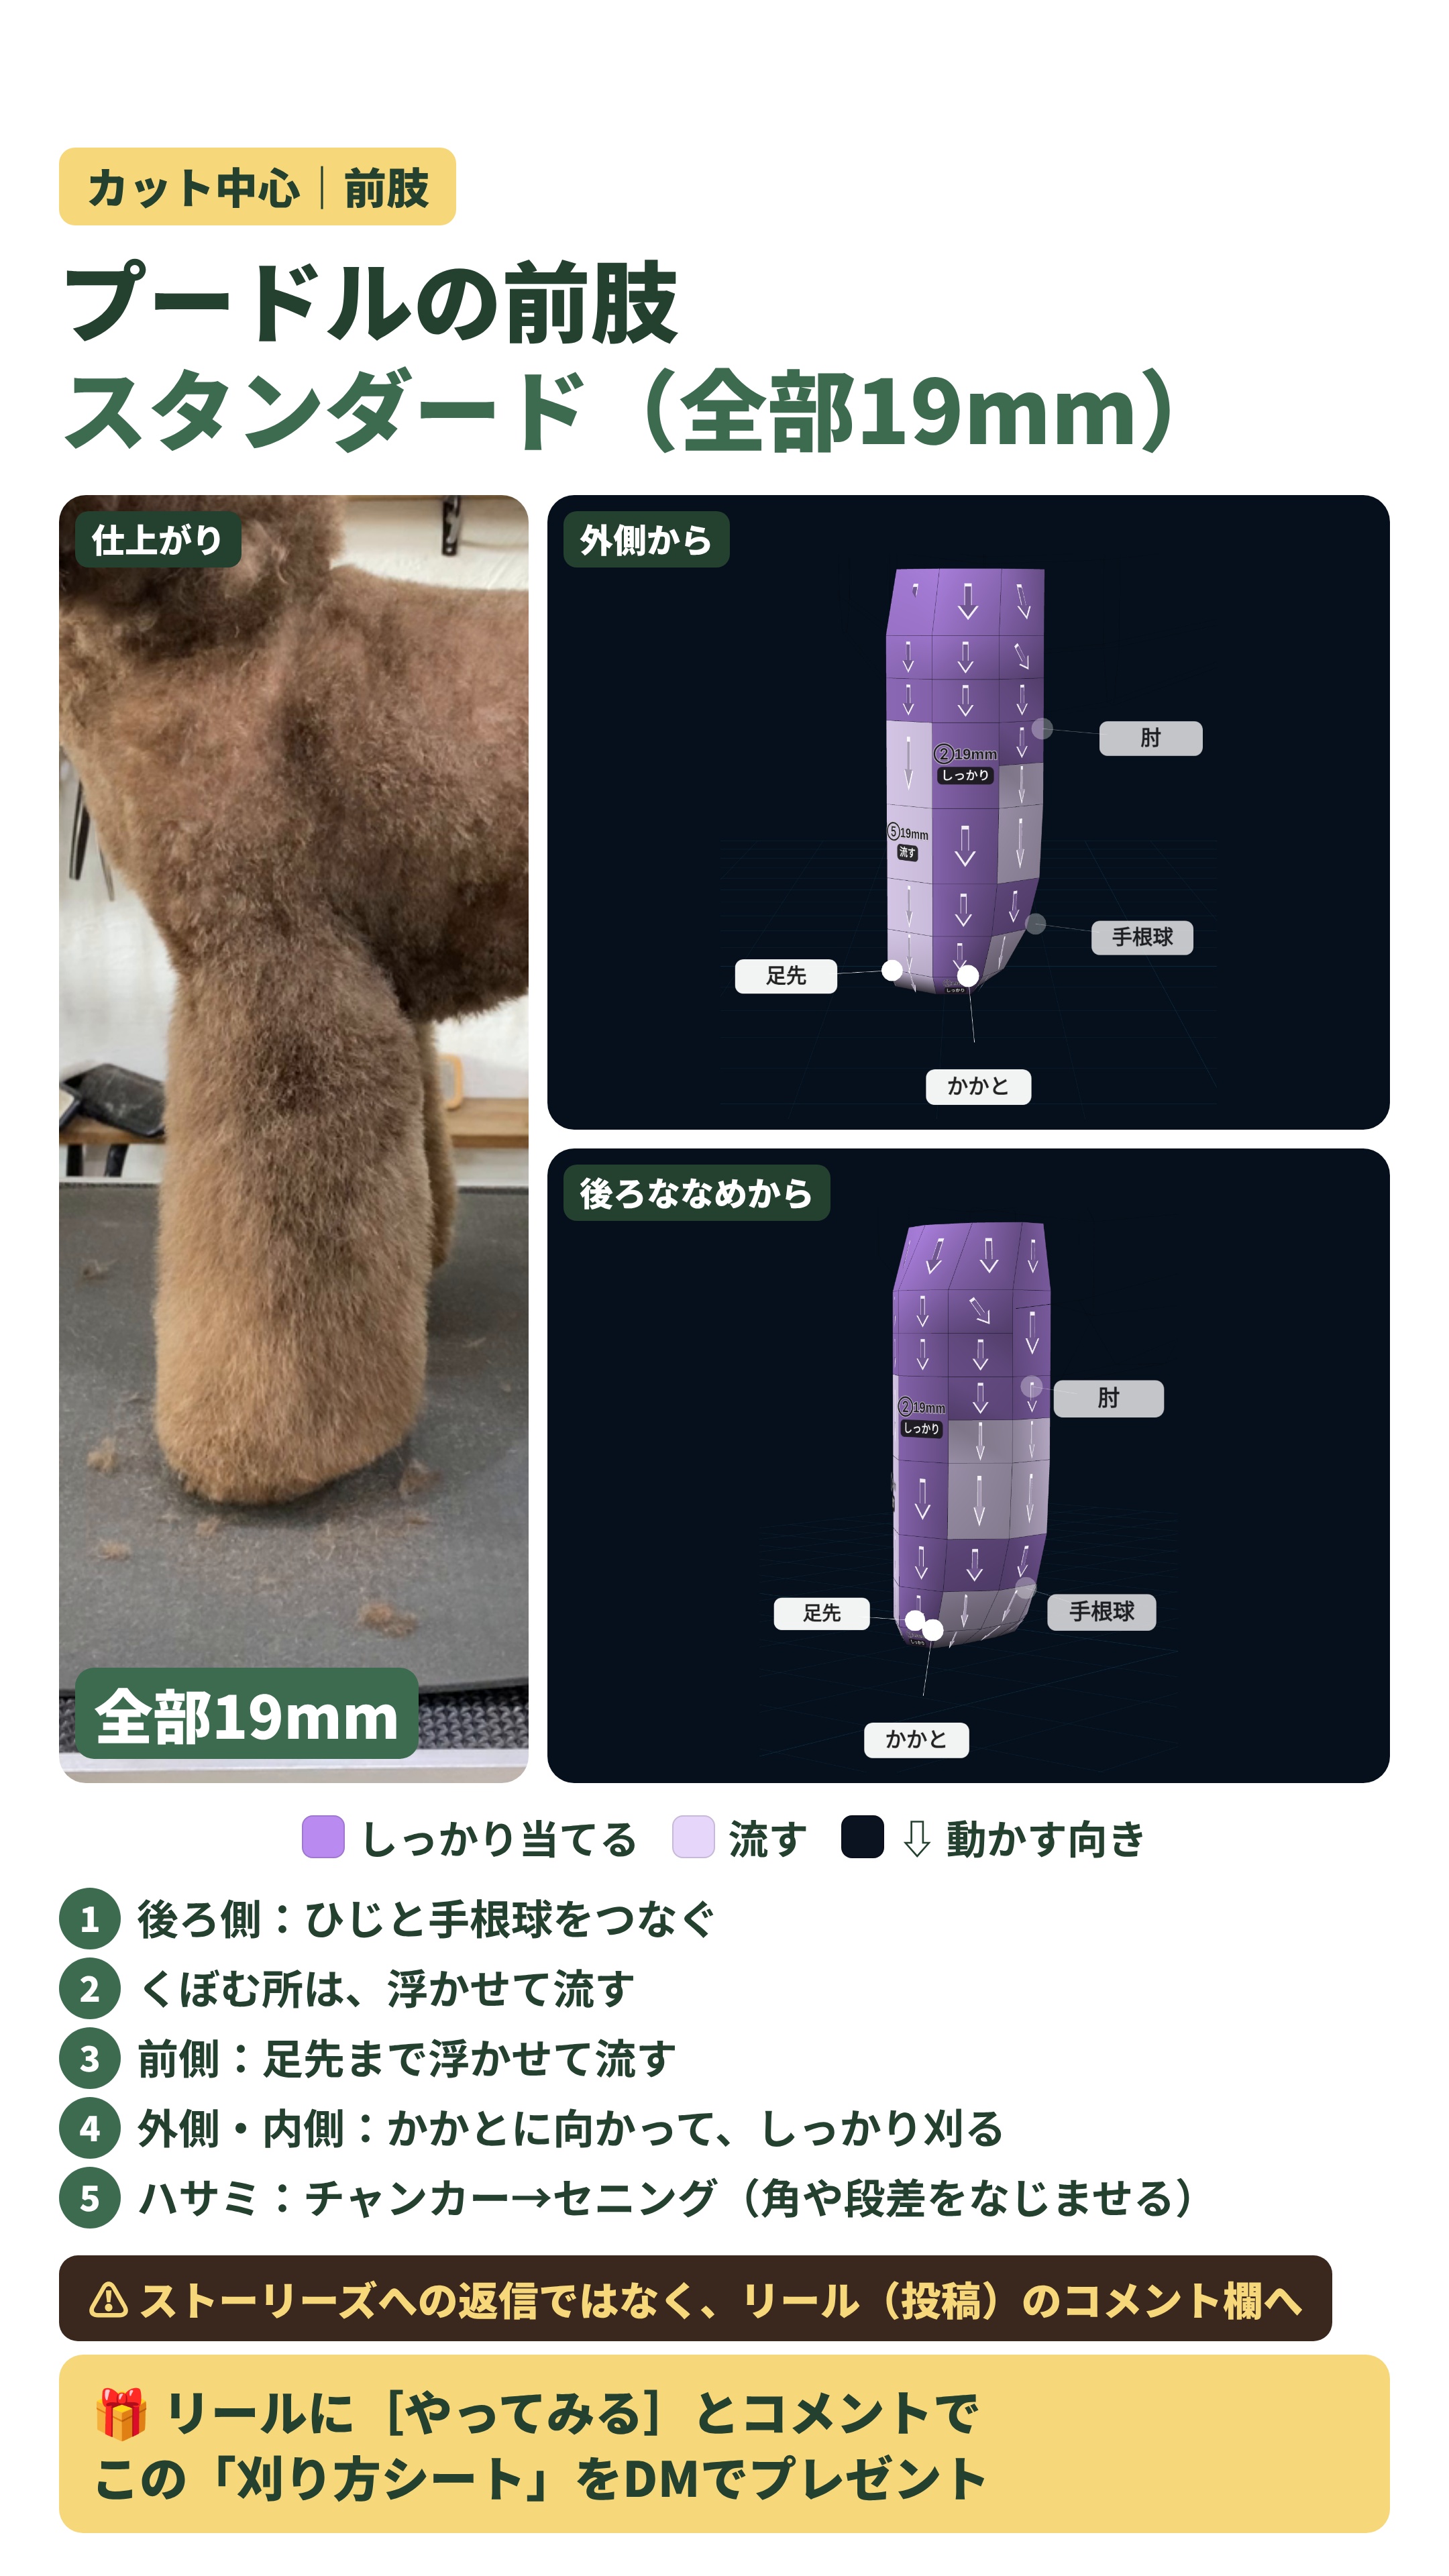 カット中心｜前肢
プードルの前肢
スタンダード（全部19mm）
仕上がり
全部19mm
外側から
②19mm
しっかり
⑤19mm
流す
肘
手根球
足先
しっかり
かかと
後ろななめから
②19mm
しっかり
肘
手根球
足先
しっかり
かかと
しっかり当てる
流す
⇩ 動かす向き
1 後ろ側：ひじと手根球をつなぐ
2 くぼむ所は、浮かせて流す
3 前側：足先まで浮かせて流す
4 外側・内側：かかとに向かって、しっかり刈る
5 ハサミ：チャンカー→セニング（角や段差をなじませる）
⚠ ストーリーズへの返信ではなく、リール（投稿）のコメント欄へ
🎁 リールに［やってみる］とコメントで
この「刈り方シート」をDMでプレゼント